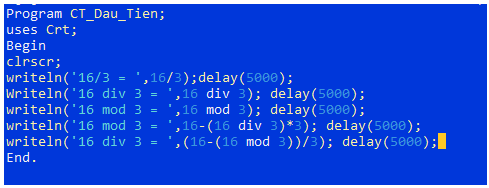 Program CT_Dau_Tien;
uses Crt;
Begin
clrscr;
writeln('16/3 = ',16/3);delay(5000);
Writeln('16 div 3 = ',16 div 3); delay(5000);
writeln('16 mod 3 = ',16 mod 3); delay(5000);
writeln('16 mod 3 = ',16-(16 div 3)*3); delay(5000);
writeln('16 div 3 = ',(16-(16 mod 3))/3); delay(5000);
End.